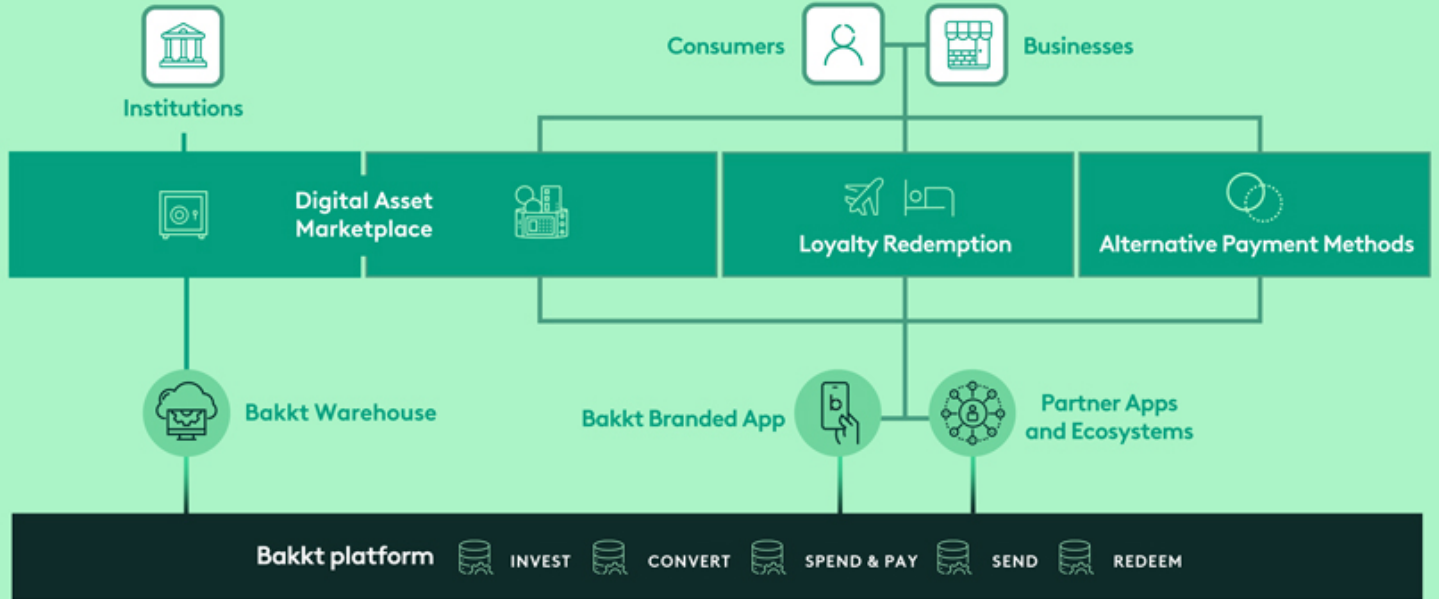 Consumers
Businesses
Institutions
Digital Asset
Marketplace
Loyalty Redemption
Alternative Payment Methods
Bakkt Warehouse
Bakkt Branded App
b
Partner Apps
and Ecosystems
Bakkt platform INVEST CONVERT SPEND & PAY SEND REDEEM